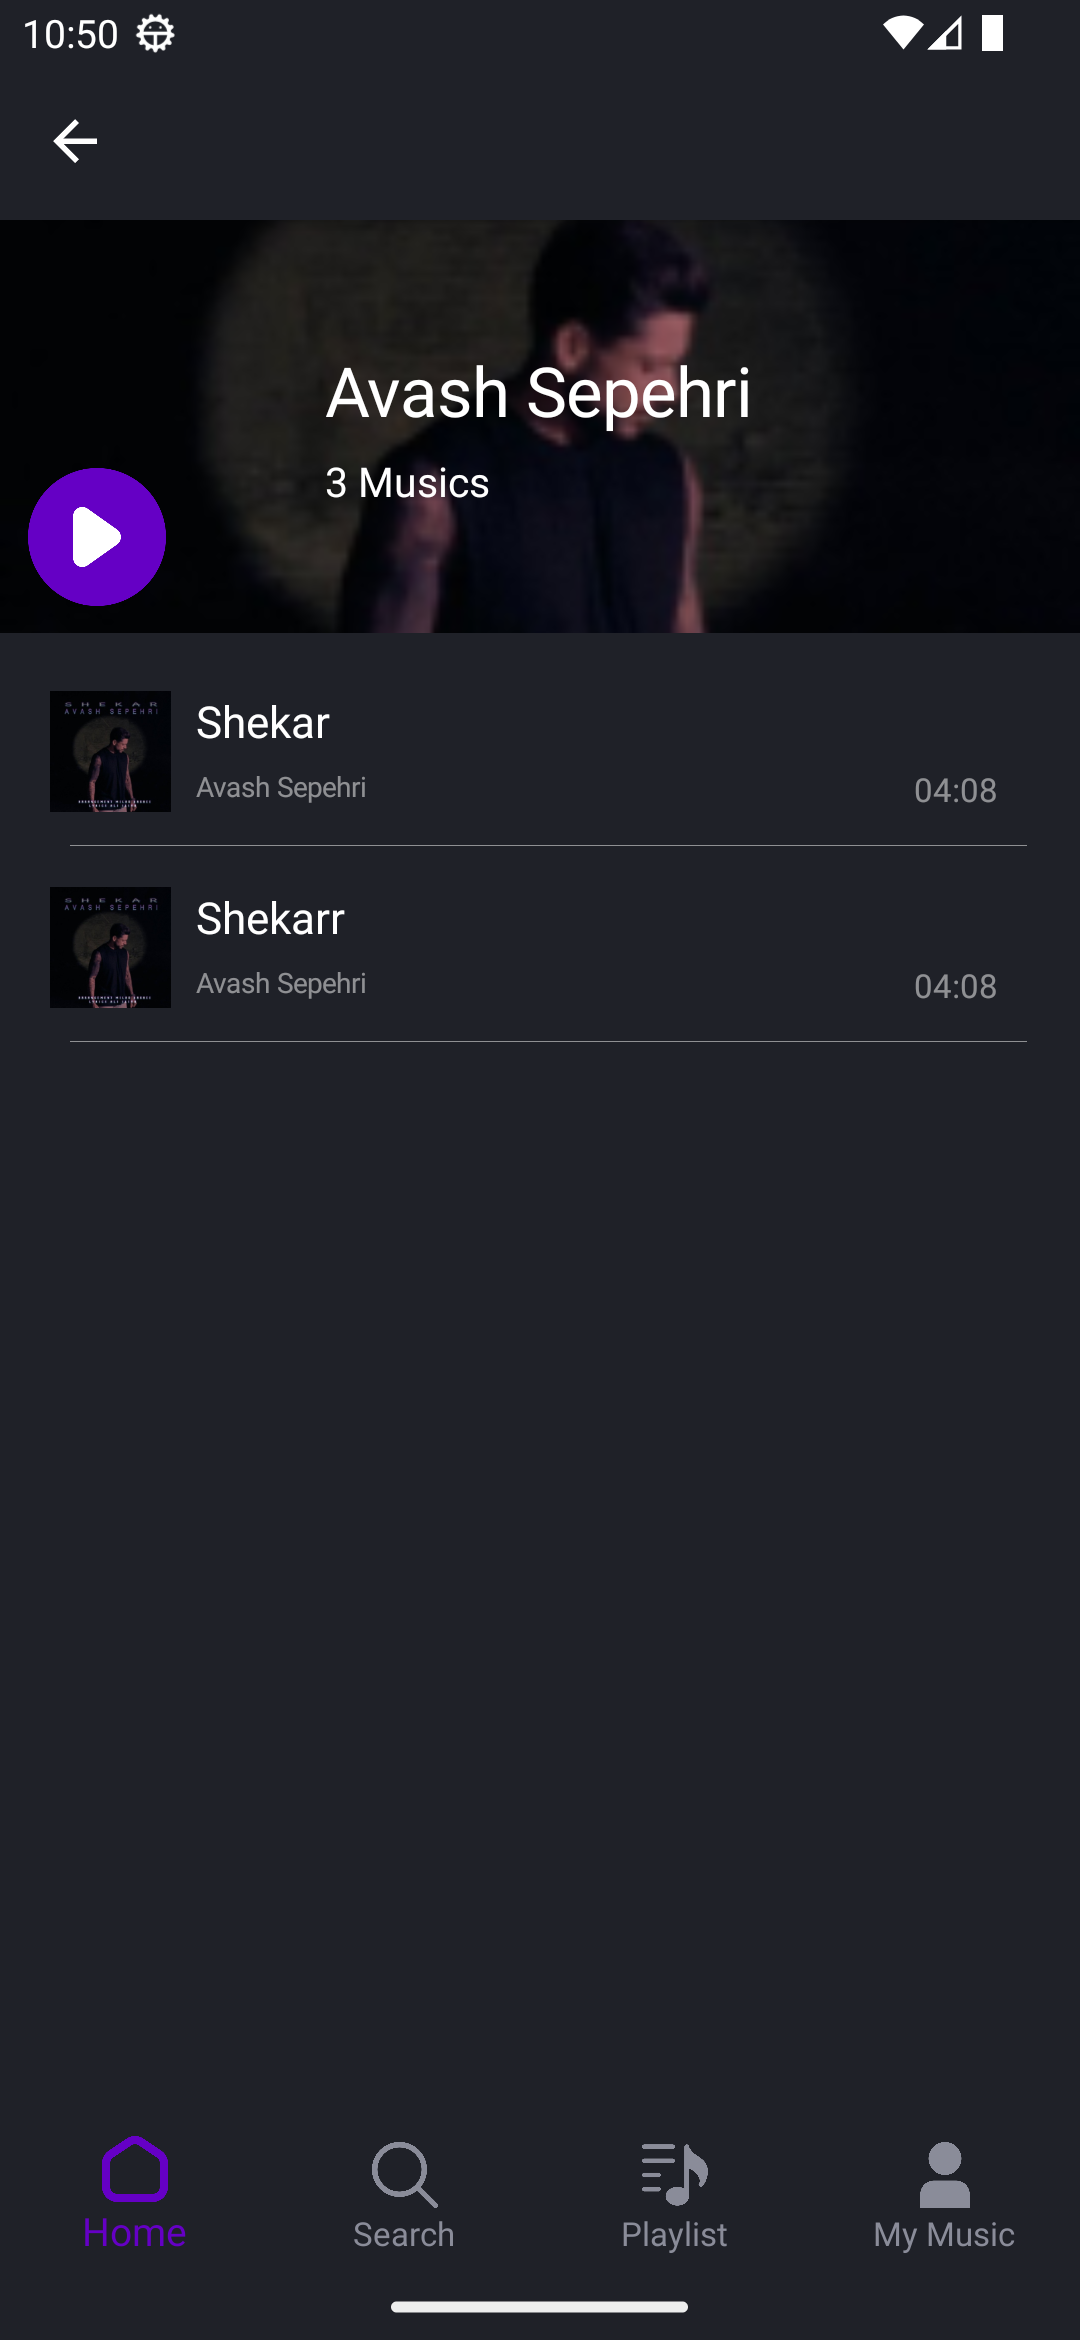 10:50
Avash Sepehri
3 Musics
SHEKAR
AVASH SEPEHRI
Shekar
Avash Sepehri
04:08
SHEKAR
AVASH SEPEHRI
Shekarr
Avash Sepehri
04:08
Home
Search
Playlist
My Music